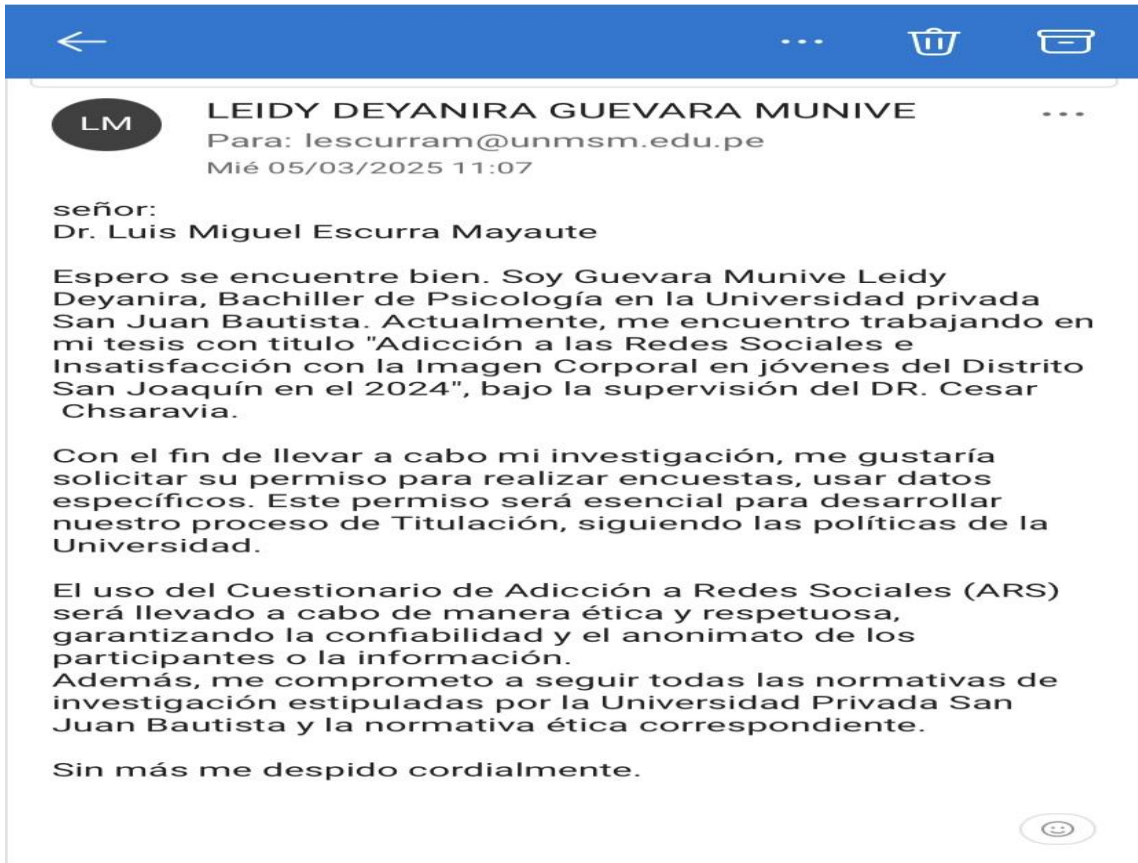 LM
LEIDY DEYANIRA GUEVARA MUNIVE
Para: lescurram@unmsm.edu.pe
Mié 05/03/2025 11:07
señor:
Dr. Luis Miguel Escurra Mayaute
Espero se encuentre bien. Soy Guevara Munive Leidy
Deyanira, Bachiller de Psicología en la Universidad privada
San Juan Bautista. Actualmente, me encuentro trabajando en
mi tesis con titulo "Adicción a las Redes Sociales e
Insatisfacción con la Imagen Corporal en jóvenes del Distrito
San Joaquín en el 2024", bajo la supervisión del DR. Cesar
Chsaravia.
Con el fin de llevar a cabo mi investigación, me gustaría
solicitar su permiso para realizar encuestas, usar datos
específicos. Este permiso será esencial para desarrollar
nuestro proceso de Titulación, siguiendo las políticas de la
Universidad.
El uso del Cuestionario de Adicción a Redes Sociales (ARS)
será llevado a cabo de manera ética y respetuosa,
garantizando la confiabilidad y el anonimato de los
participantes o la información.
Además, me comprometo a seguir todas las normativas de
investigación estipuladas por la Universidad Privada San
Juan Bautista y la normativa ética correspondiente.
Sin más me despido cordialmente.